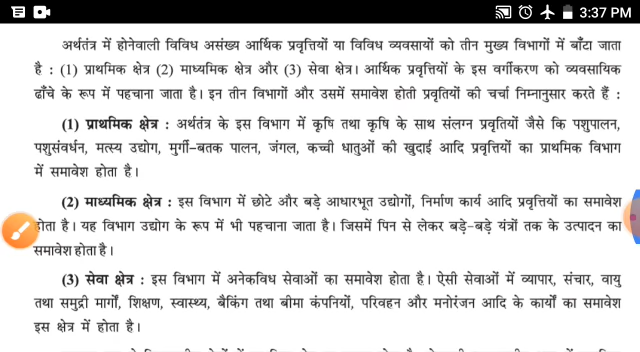 3:37 PM
अर्थतंत्र में होनेवाली विविध असंख्य आर्थिक प्रवृत्तियों या विविध व्यवसायों को तीन मुख्य विभागों में बाँटा जाता
है : (1) प्राथमिक क्षेत्र (2) माध्यमिक क्षेत्र और (3) सेवा क्षेत्र। आर्थिक प्रवृत्तियों के इस वर्गीकरण को व्यवसायिक
ढाँचे के रूप में पहचाना जाता है। इन तीन विभागों और उसमें समावेश होती प्रवृतियों की चर्चा निम्नानुसार करते हैं :
(1) प्राथमिक क्षेत्र : अर्थतंत्र के इस विभाग में कृषि तथा कृषि के साथ संलग्न प्रवृतियों जैसे कि पशुपालन,
पशुसंवर्धन, मत्स्य उद्योग, मुर्गी-बतक पालन, जंगल, कच्ची धातुओं की खुदाई आदि प्रवृत्तियों का प्राथमिक विभाग
में समावेश होता है।
(2) माध्यमिक क्षेत्र : इस विभाग में छोटे और बड़े आधारभूत उद्योगों, निर्माण कार्य आदि प्रवृत्तियों का समावेश
होता है। यह विभाग उद्योग के रूप में भी पहचाना जाता है। जिसमें पिन से लेकर बड़े-बड़े यंत्रों तक के उत्पादन का
समावेश होता है।
(3) सेवा क्षेत्र : इस विभाग में अनेकविध सेवाओं का समावेश होता है। ऐसी सेवाओं में व्यापार, संचार, वायु
तथा समुद्री मार्गों, शिक्षण, स्वास्थ्य, बैंकिंग तथा बीमा कंपनियों, परिवहन और मनोरंजन आदि के कार्यों का समावेश
इस क्षेत्र में होता है।